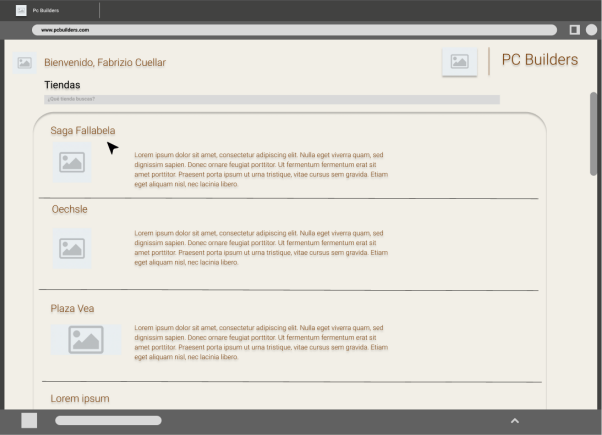 Pc Builders
www.pcbuilders.com
Bienvenido, Fabrizio Cuellar
PC Builders
Tiendas
¿Que tienda buscas?
Saga Fallabela
Lorem ipsum dolor sit amet, consectetur adipiscing elit. Nulla eget viverra quam, sed
dignissim sapien. Donec ornare feugiat porttitor. Ut fermentum fermentum erat sit
amet porttitor. Praesent porta ipsum ut urna tristique, vitae cursus sem gravida. Etiam
eget aliquam nisl, nec lacinia libero.
Oechsle
Lorem ipsum dolor sit amet, consectetur adipiscing elit. Nulla eget viverra quam, sed
dignissim sapien. Donec ornare feugiat porttitor. Ut fermentum fermentum erat sit
amet porttitor. Praesent porta ipsum ut urna tristique, vitae cursus sem gravida. Etiam
eget aliquam nisl, nec lacinia libero.
Plaza Vea
Lorem ipsum dolor sit amet, consectetur adipiscing elit. Nulla eget viverra quam, sed
dignissim sapien. Donec ornare feugiat porttitor. Ut fermentum fermentum erat sit
amet porttitor. Praesent porta ipsum ut urna tristique, vitae cursus sem gravida. Etiam
eget aliquam nisl, nec lacinia libero.
Lorem ipsum